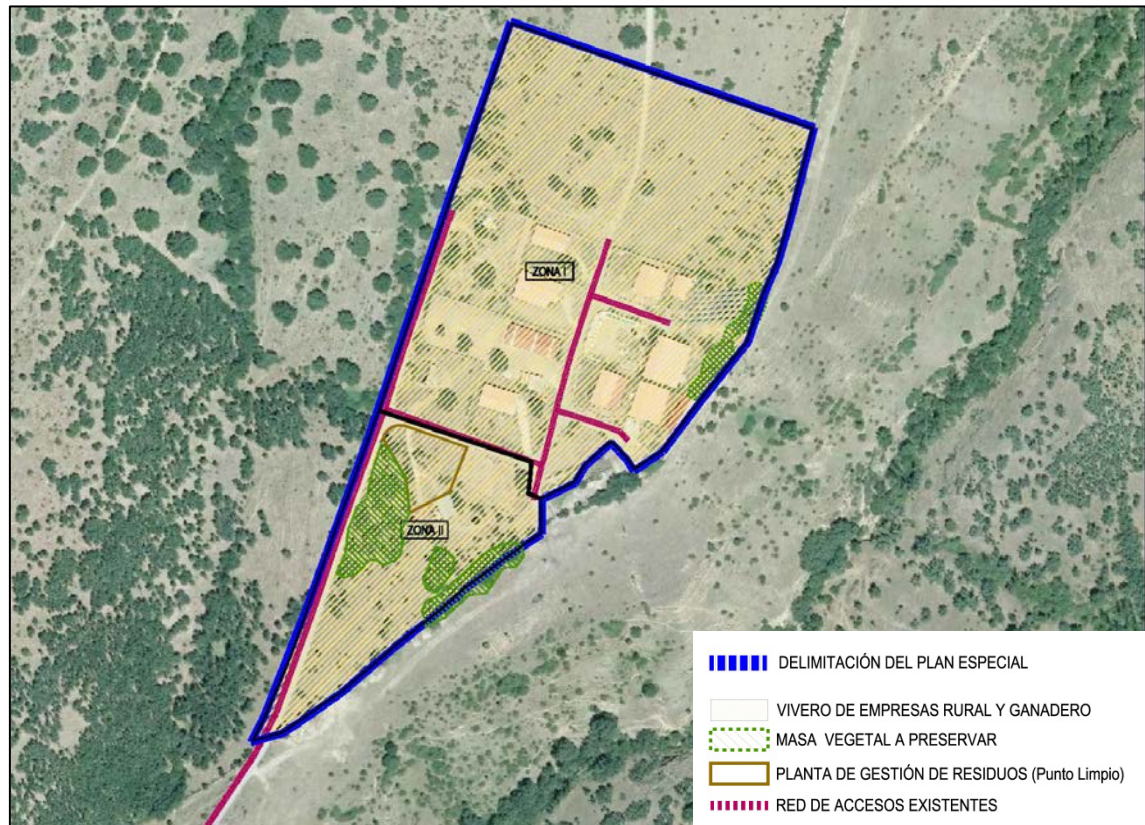 ZONA I
ZONA II
DELIMITACIÓN DEL PLAN ESPECIAL
VIVERO DE EMPRESAS RURAL Y GANADERO
MASA VEGETAL A PRESERVAR
PLANTA DE GESTIÓN DE RESIDUOS (Punto Limpio)
RED DE ACCESOS EXISTENTES